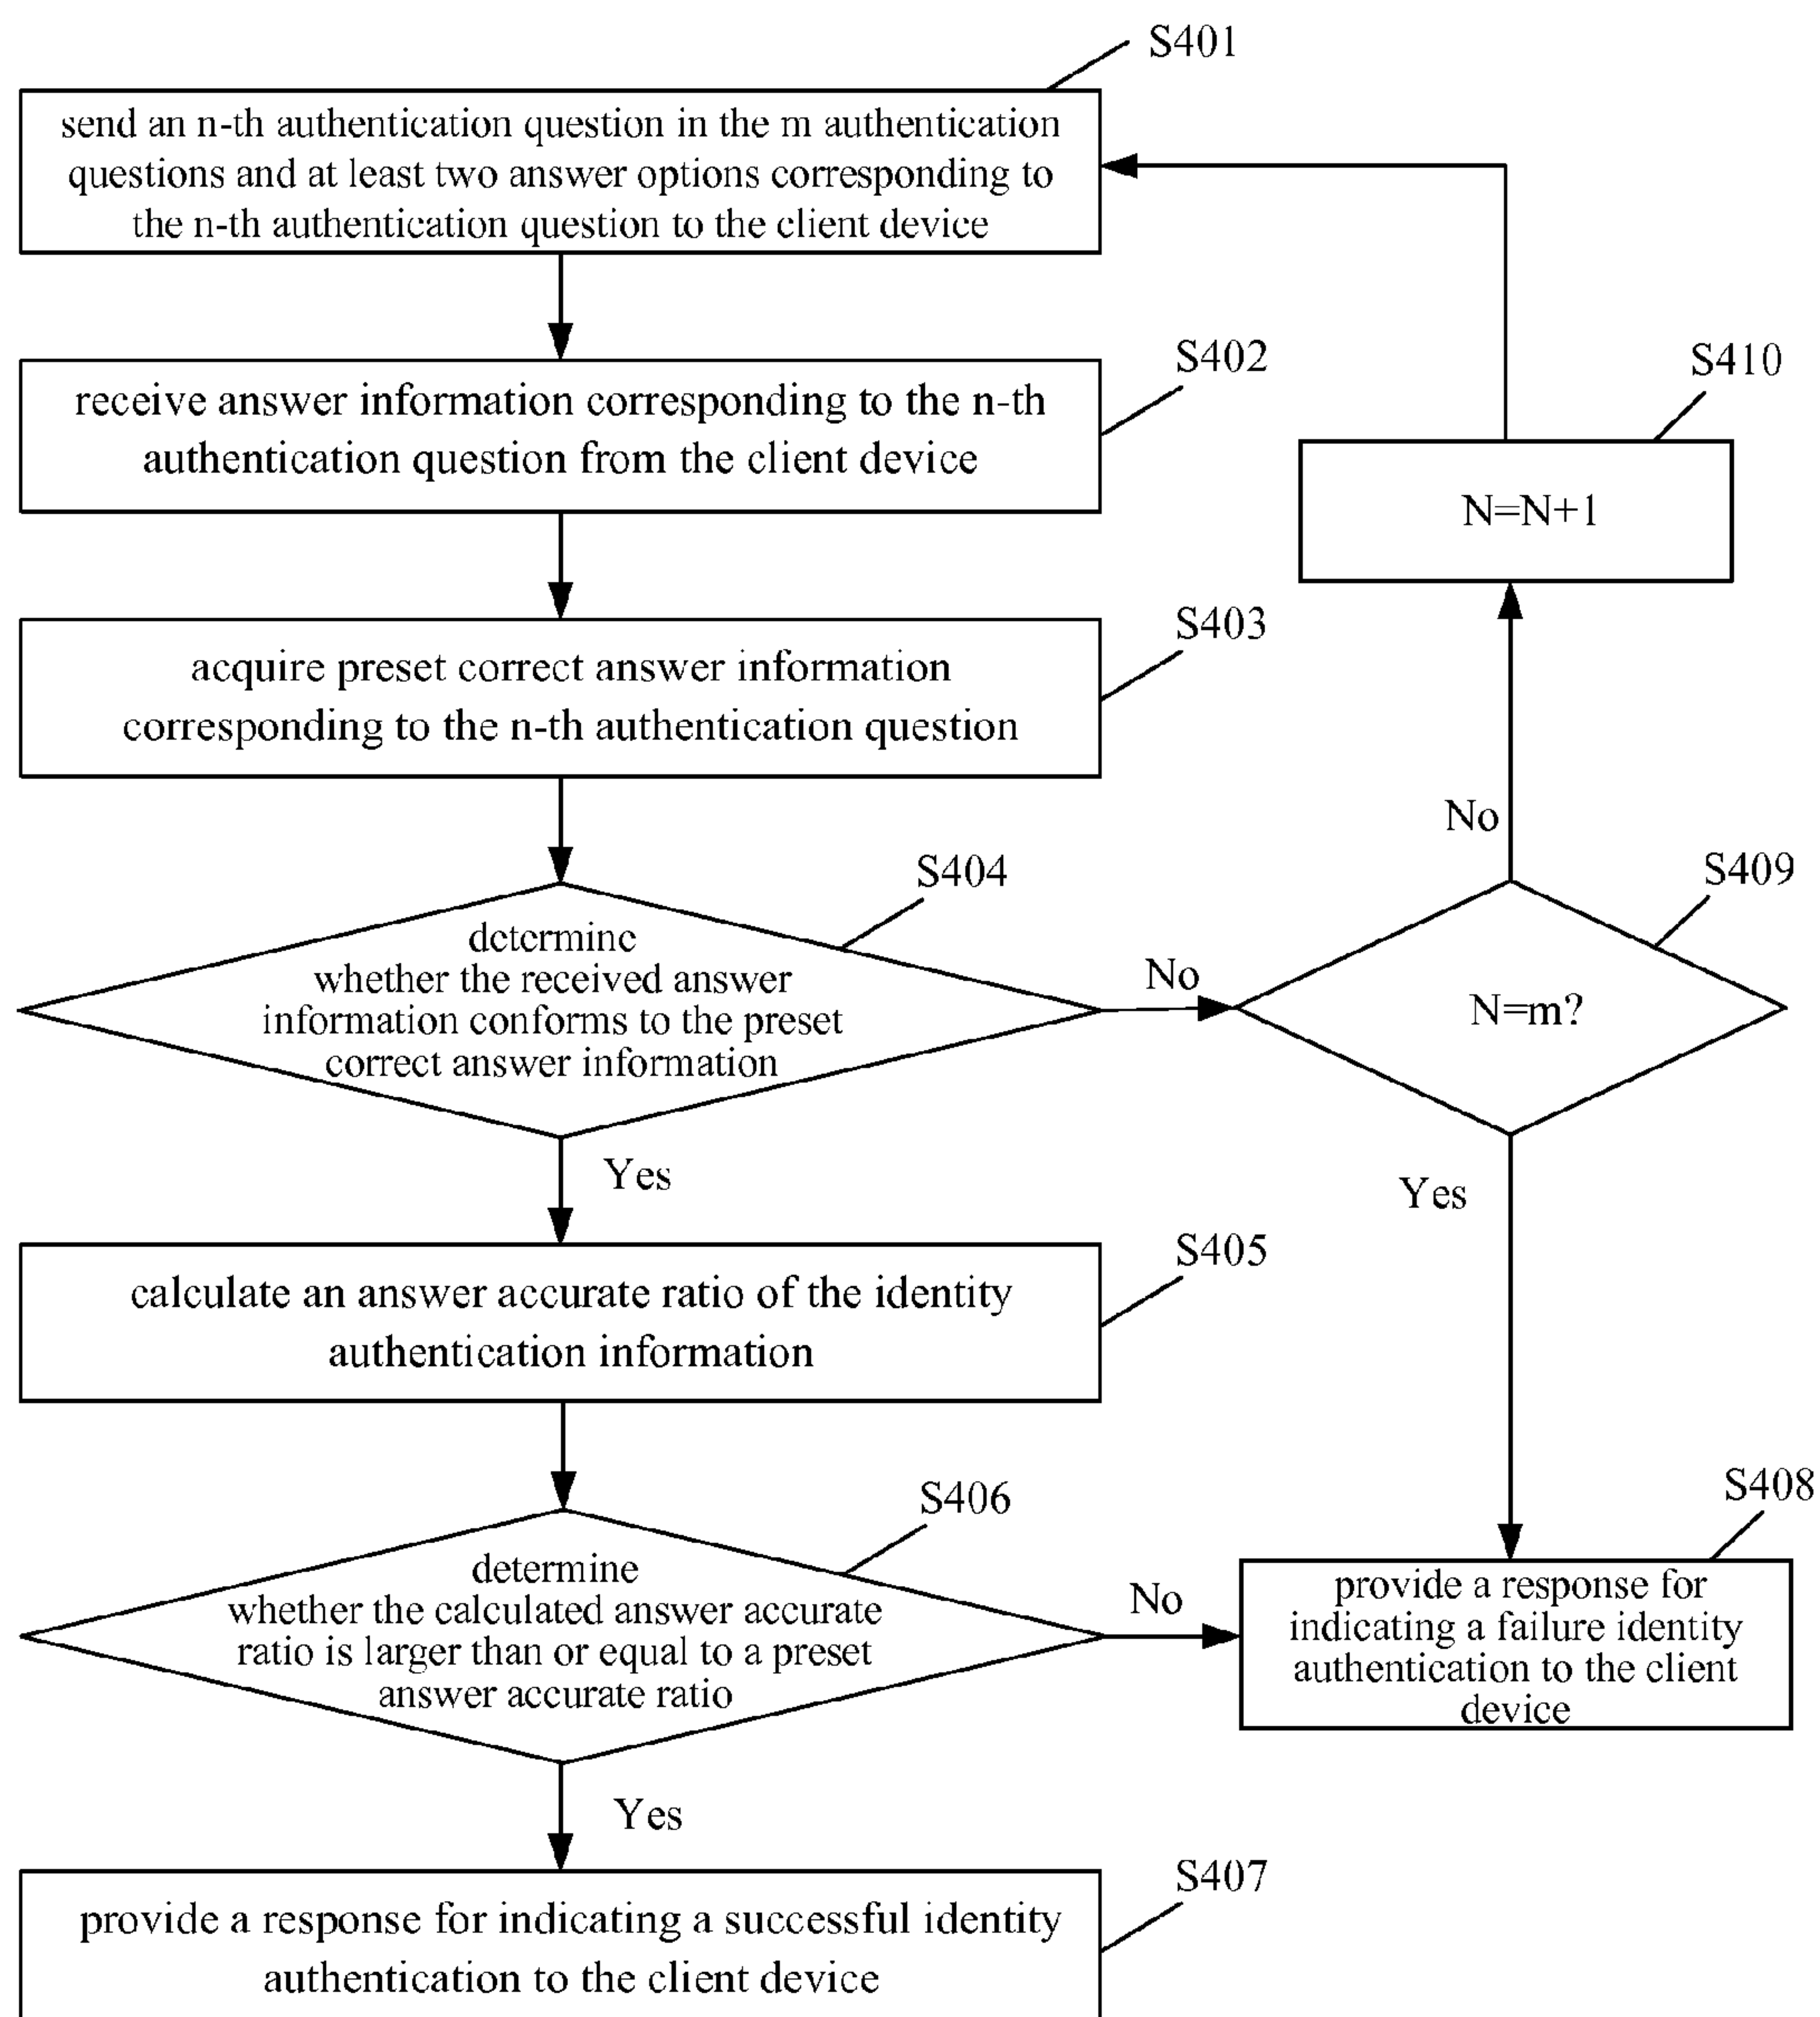 S401
send an n-th authentication question in the m authentication
questions and at least two answer options corresponding to
the n-th authentication question to the client device
S402
receive answer information corresponding to the n-th
authentication question from the client device
S410
N=N+1
S403
acquire preset correct answer information
corresponding to the n-th authentication question
No
S404
S409
determine
whether the received answer
information conforms to the preset
correct answer information
No
N=m?
Yes
Yes
S405
calculate an answer accurate ratio of the identity
authentication information
S406
S408
determine
whether the calculated answer accurate
ratio is larger than or equal to a preset
answer accurate ratio
No
provide a response for
indicating a failure identity
authentication to the client
device
Yes
S407
provide a response for indicating a successful identity
authentication to the client device